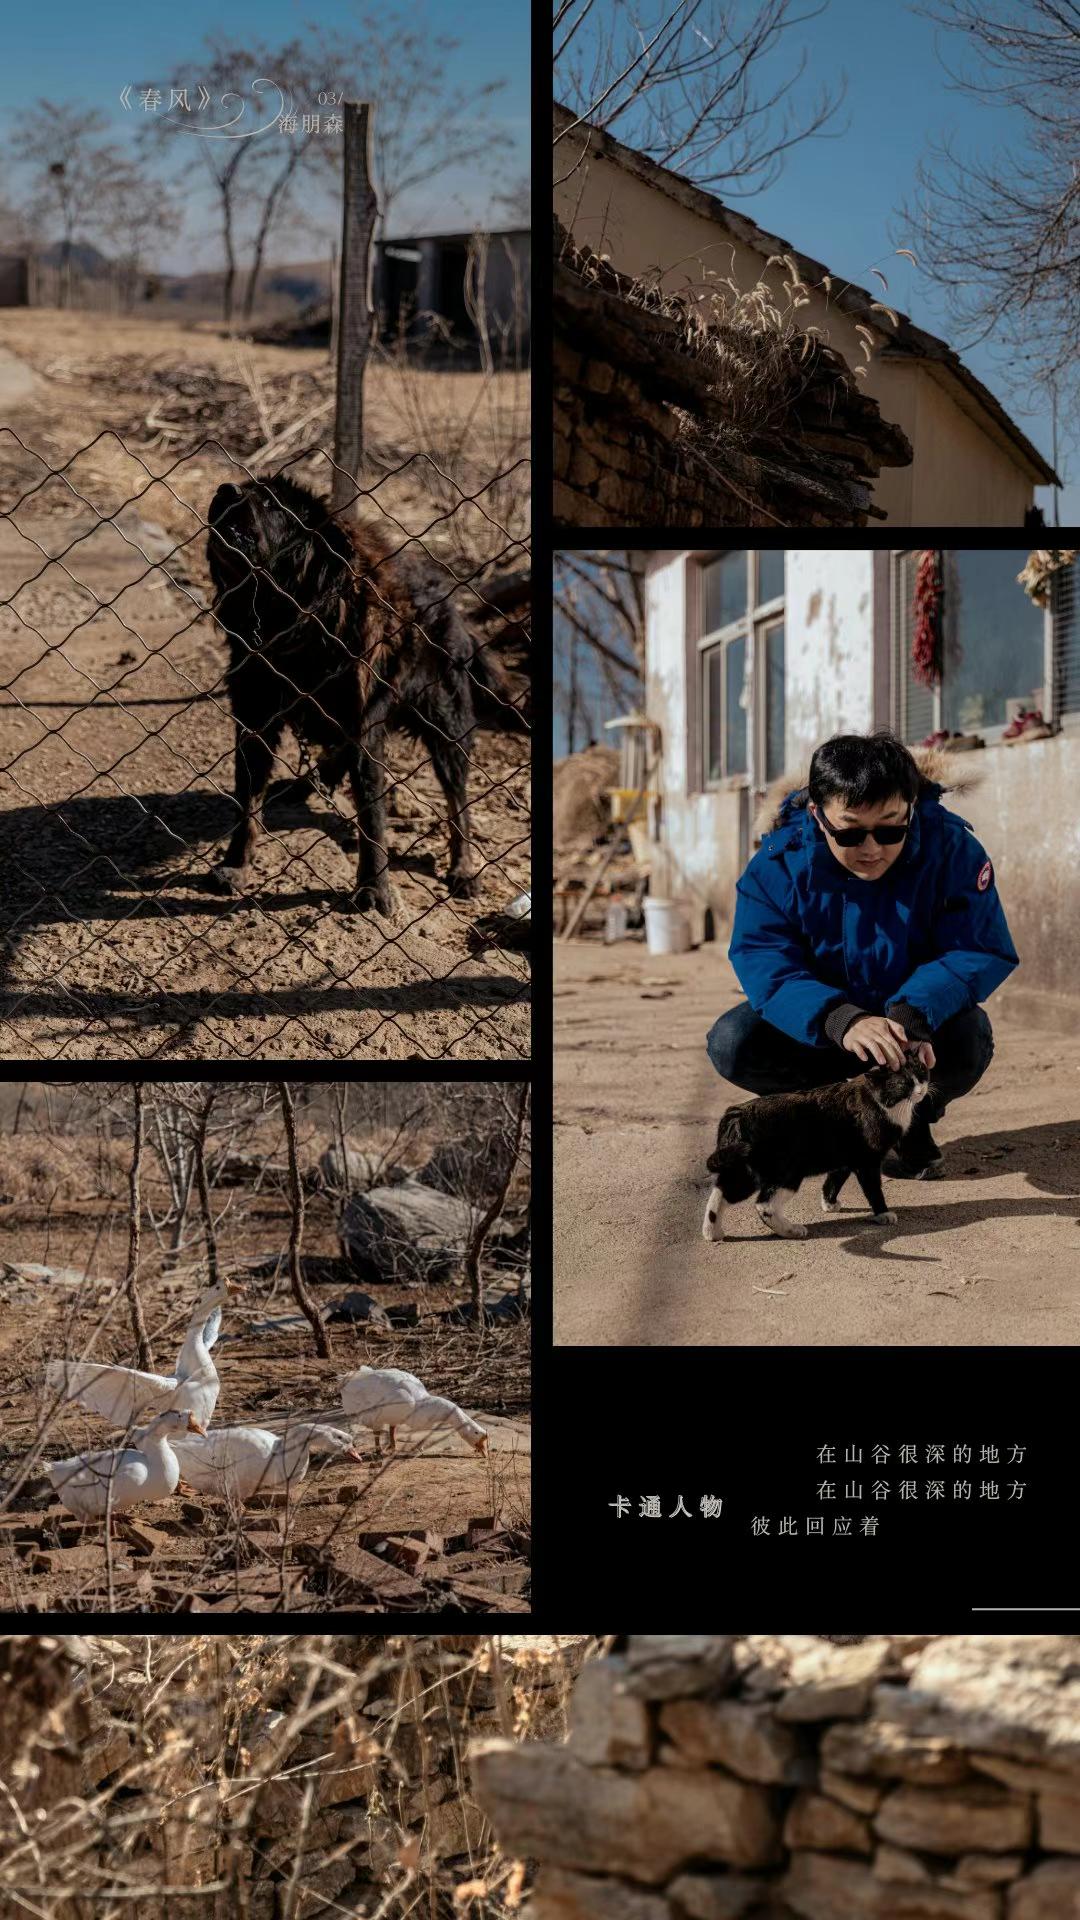 《春风》
03/
海朋森
在山谷很深的地方
在山谷很深的地方
卡通人物
彼此回应着